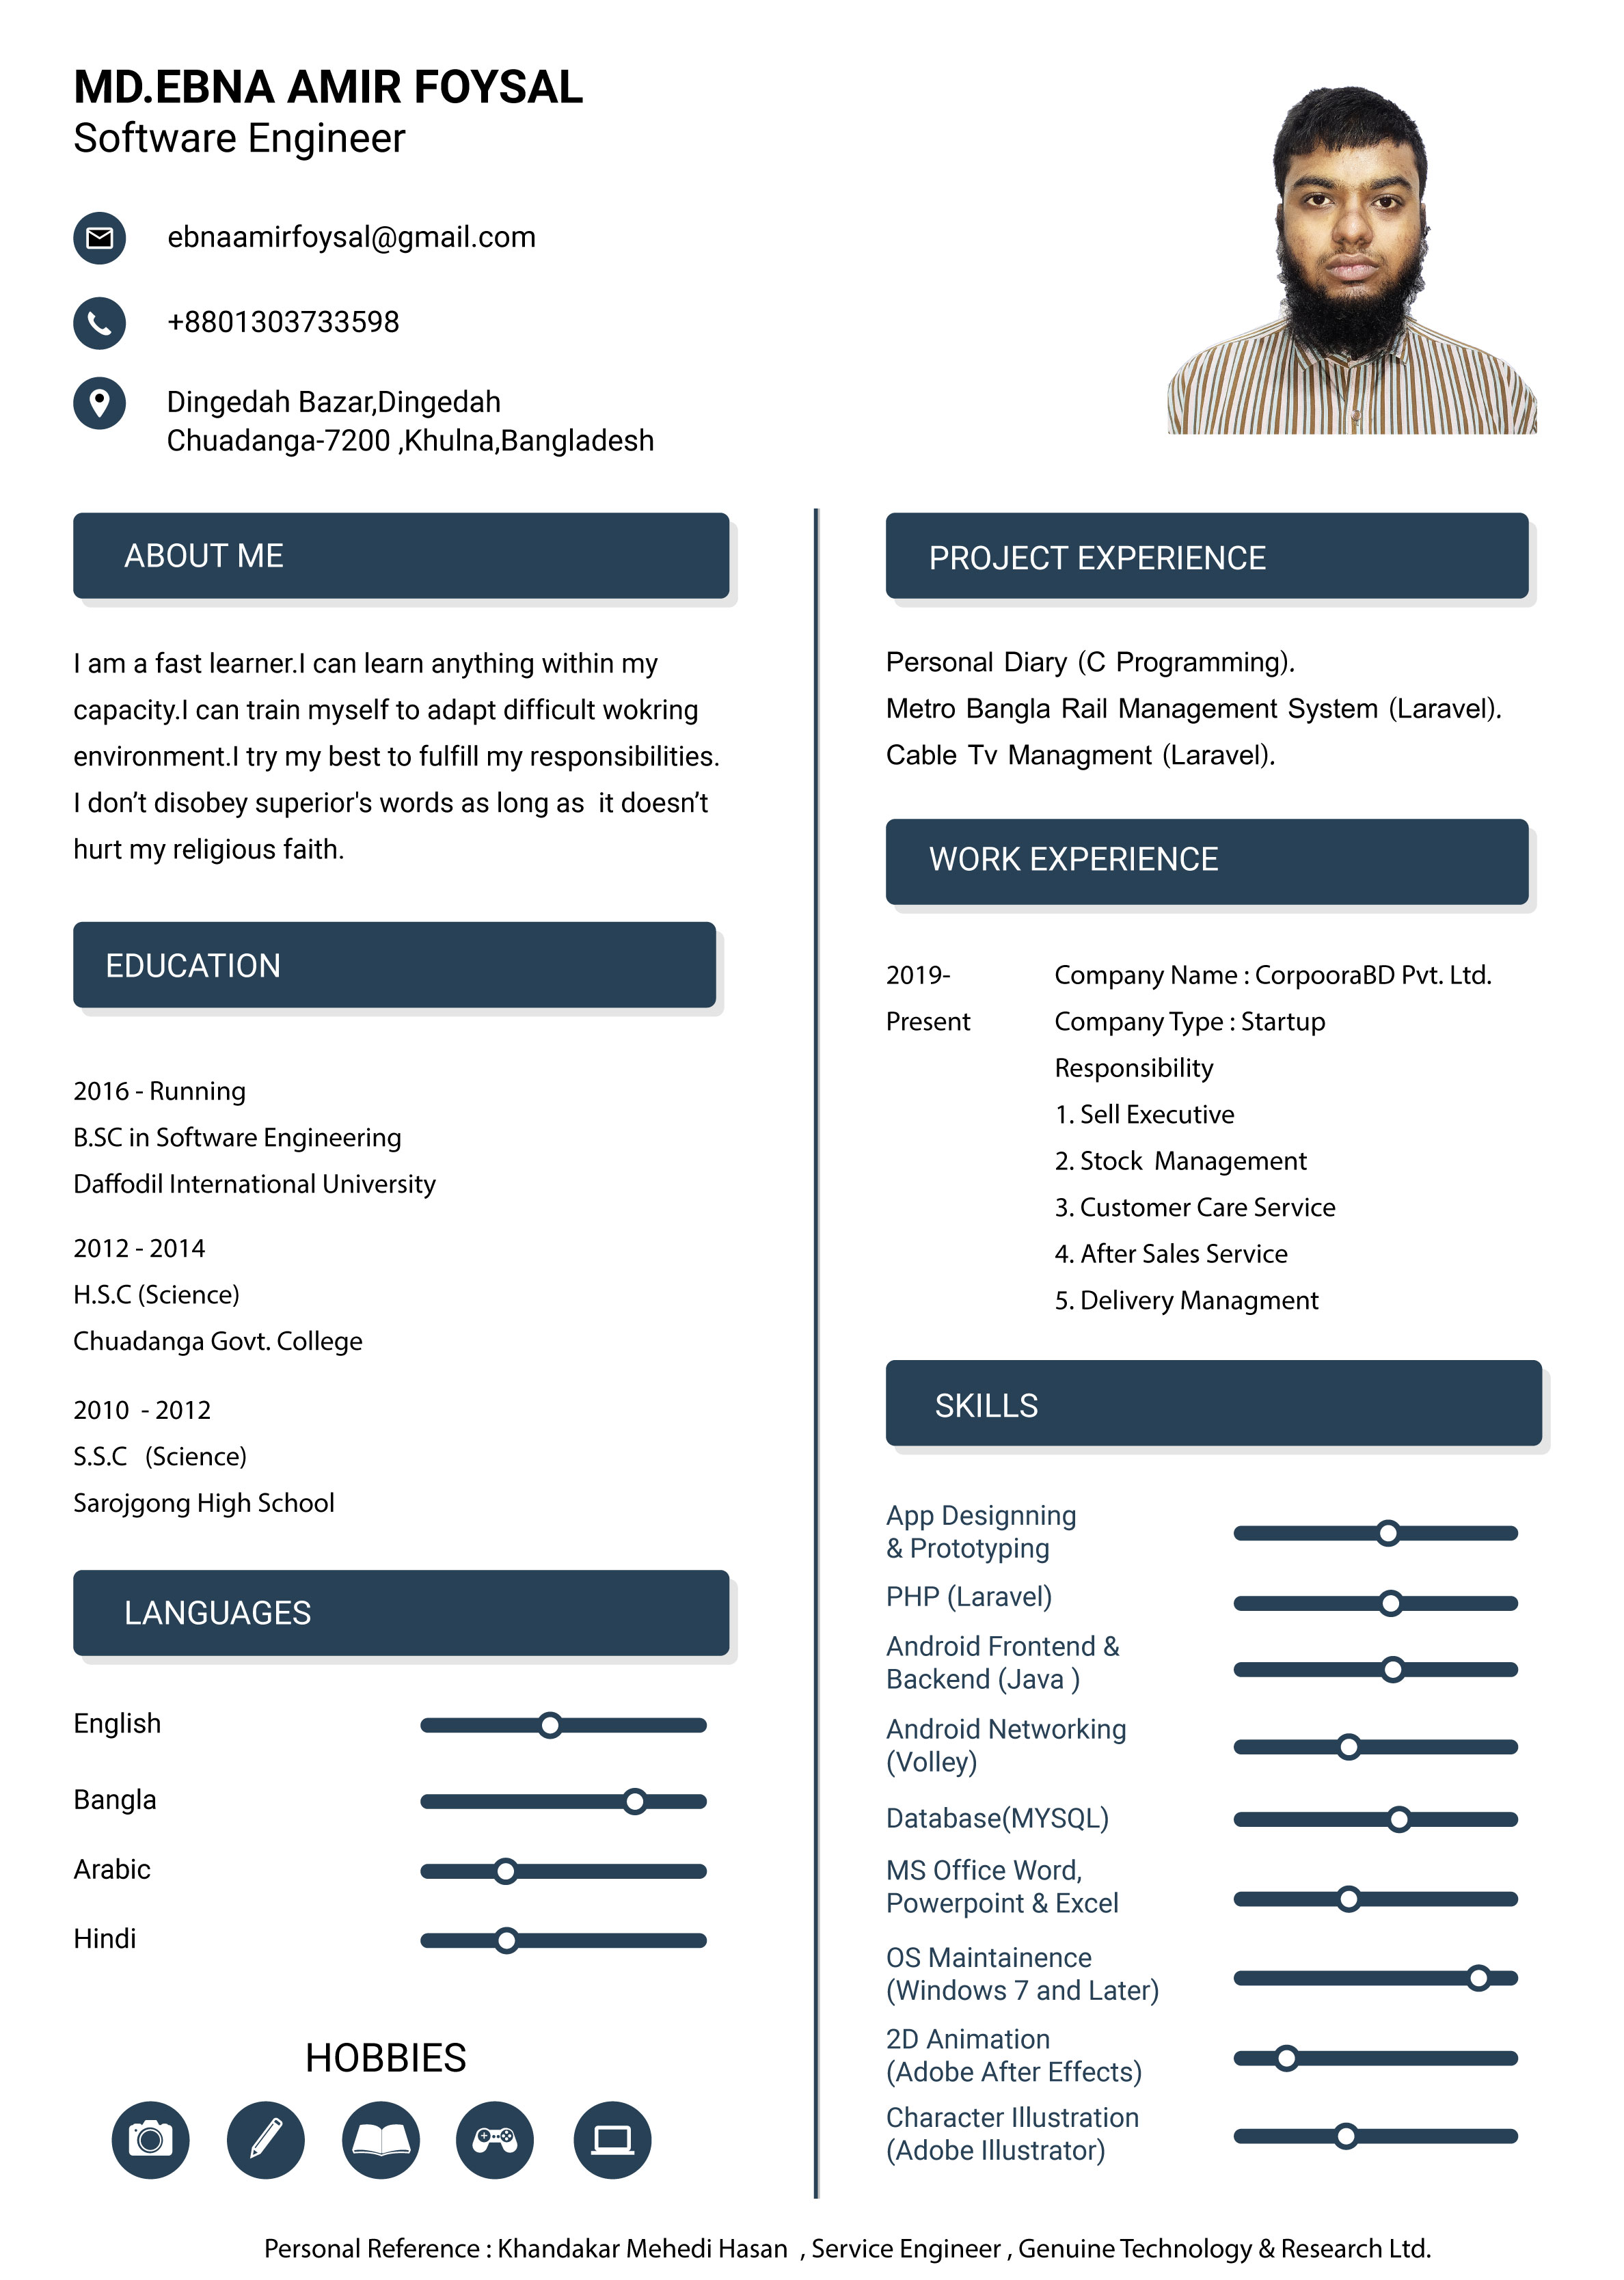 MD.EBNA AMIR FOYSAL
Software Engineer
ebnaamirfoysal@gmail.com
+8801303733598
Dingedah Bazar,Dingedah
Chuadanga-7200 ,Khulna,Bangladesh
ABOUT ME
I am a fast learner.I can learn anything within my
capacity.I can train myself to adapt difficult wokring
environment.I try my best to fulfill my responsibilities.
I don’t disobey superior's words as long as  it doesn’t
hurt my religious faith.
EDUCATION
2016 - Running
B.SC in Software Engineering
Daffodil International University
2012 - 2014
H.S.C (Science)
Chuadanga Govt. College
2010  - 2012
S.S.C   (Science)
Sarojgong High School
LANGUAGES
English
Bangla
Arabic
Hindi
HOBBIES
PROJECT EXPERIENCE
Personal Diary (C Programming).
Metro Bangla Rail Management System (Laravel).
Cable Tv Managment (Laravel).
WORK EXPERIENCE
2019-
Present
Company Name : CorpooraBD Pvt. Ltd.
Company Type : Startup
Responsibility
1. Sell Executive
2. Stock  Management
3. Customer Care Service
4. After Sales Service
5. Delivery Managment
SKILLS
App Designning
& Prototyping
PHP (Laravel)
Android Frontend &
Backend (Java )
Android Networking
(Volley)
Database(MYSQL)
MS Office Word,
Powerpoint & Excel
OS Maintainence
(Windows 7 and Later)
2D Animation
(Adobe After Effects)
Character Illustration
(Adobe Illustrator)
Personal Reference : Khandakar Mehedi Hasan  , Service Engineer , Genuine Technology & Research Ltd.